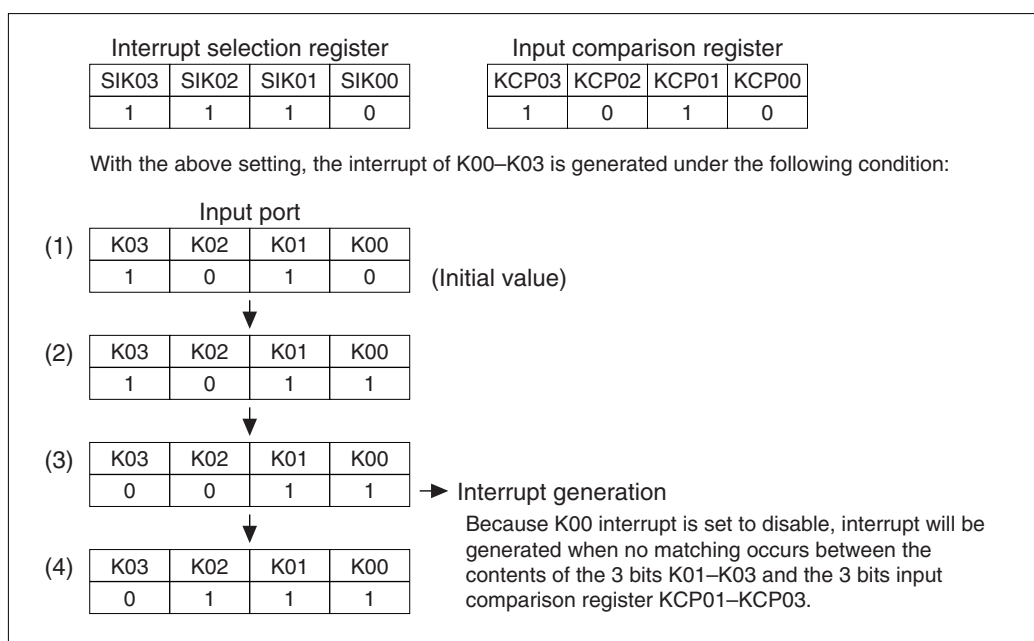 Interrupt selection register
SIK03 SIK02 SIK01 SIK00
1 1 1 0
Input comparison register
KCP03 KCP02 KCP01 KCP00
1 0 1 0
With the above setting, the interrupt of K00–K03 is generated under the following condition:
Input port
(1) K03 K02 K01 K00
1 0 1 0 (Initial value)
(2) K03 K02 K01 K00
1 0 1 1
(3) K03 K02 K01 K00
0 0 1 1 Interrupt generation
Because K00 interrupt is set to disable, interrupt will be
generated when no matching occurs between the
contents of the 3 bits K01–K03 and the 3 bits input
comparison register KCP01–KCP03.
(4) K03 K02 K01 K00
0 1 1 1